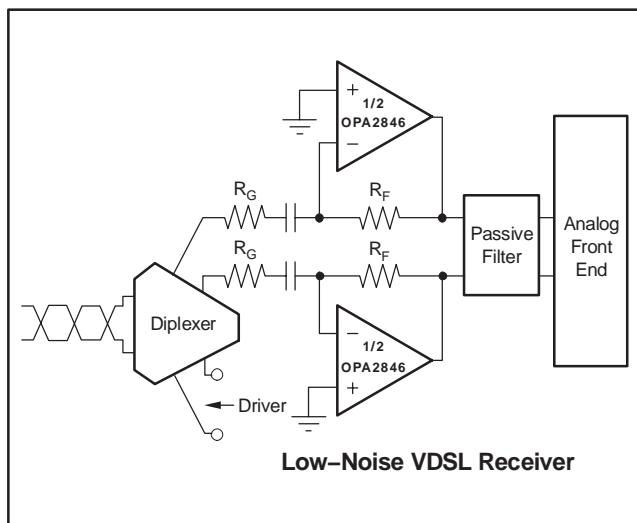 +
1/2
OPA2846
−
R_G
R_F
R_G
R_F
Passive
Filter
Analog
Front
End
Diplexer
−
1/2
OPA2846
+
Driver
Low−Noise VDSL Receiver